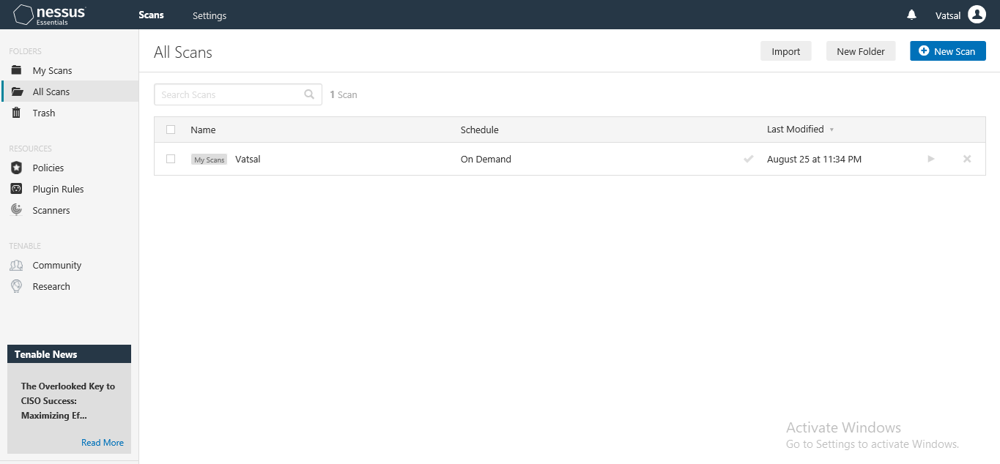 nessus
Essentials
Scans
Settings
Vatsal
FOLDERS
My Scans
All Scans
Trash
RESOURCES
Policies
Plugin Rules
Scanners
TENABLE
Community
Research
Tenable News
The Overlooked Key to
CISO Success:
Maximizing Ef...
Read More
All Scans
Import
New Folder
New Scan
Search Scans
1 Scan
Name
Schedule
Last Modified
My Scans
Vatsal
On Demand
August 25 at 11:34 PM
Activate Windows
Go to Settings to activate Windows.